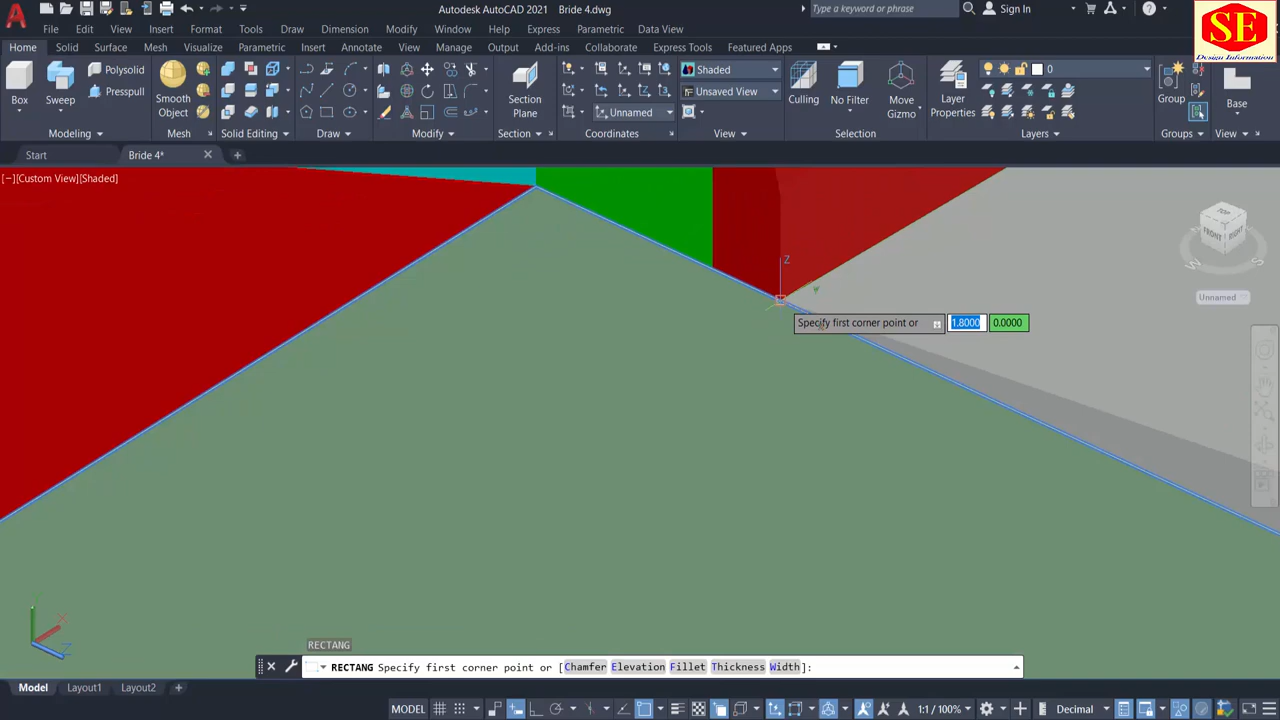 Autodesk AutoCAD 2021 Bride 4.dwg
Type a keyword or phrase
Sign In
SE
Design Information
File Edit View Insert Format Tools Draw Dimension Modify Window Help Express Parametric Data View
Home Solid Surface Mesh Visualize Parametric Insert Annotate View Manage Output Add-ins Collaborate Express Tools Featured Apps
Box
Sweep
Polysolid
Presspull
Smooth
Object
Section
Plane
Unnamed
Shaded
Unsaved View
Culling
No Filter
Move
Gizmo
Layer
Properties
0
Group
Base
Modeling
Mesh
Solid Editing
Draw
Modify
Section
Coordinates
View
Selection
Layers
Groups
View
Start
Bride 4*
[−][Custom View][Shaded]
TOP
FRONT
RIGHT
W
S
Unnamed
Z
Y
X
Specify first corner point or 1.8000 0.0000
Y
X
Z
RECTANG
RECTANG Specify first corner point or [Chamfer Elevation Fillet Thickness Width]:
Model Layout1 Layout2
MODEL
1:1 / 100%
Decimal